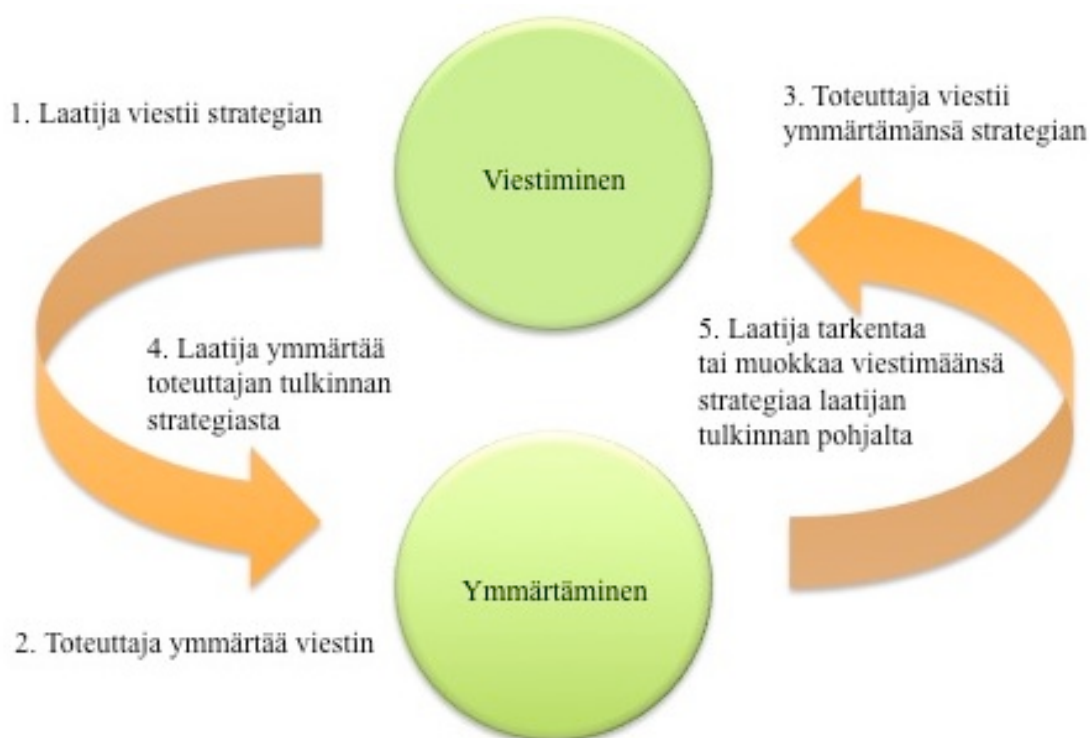 1. Laatija viestii strategian
Viestiminen
3. Toteuttaja viestii
ymmärtämänsä strategian
4. Laatija ymmärtää
toteuttajan tulkinnan
strategiasta
5. Laatija tarkentaa
tai muokkaa viestimäänsä
strategiaa laatijan
tulkinnan pohjalta
Ymmärtäminen
2. Toteuttaja ymmärtää viestin